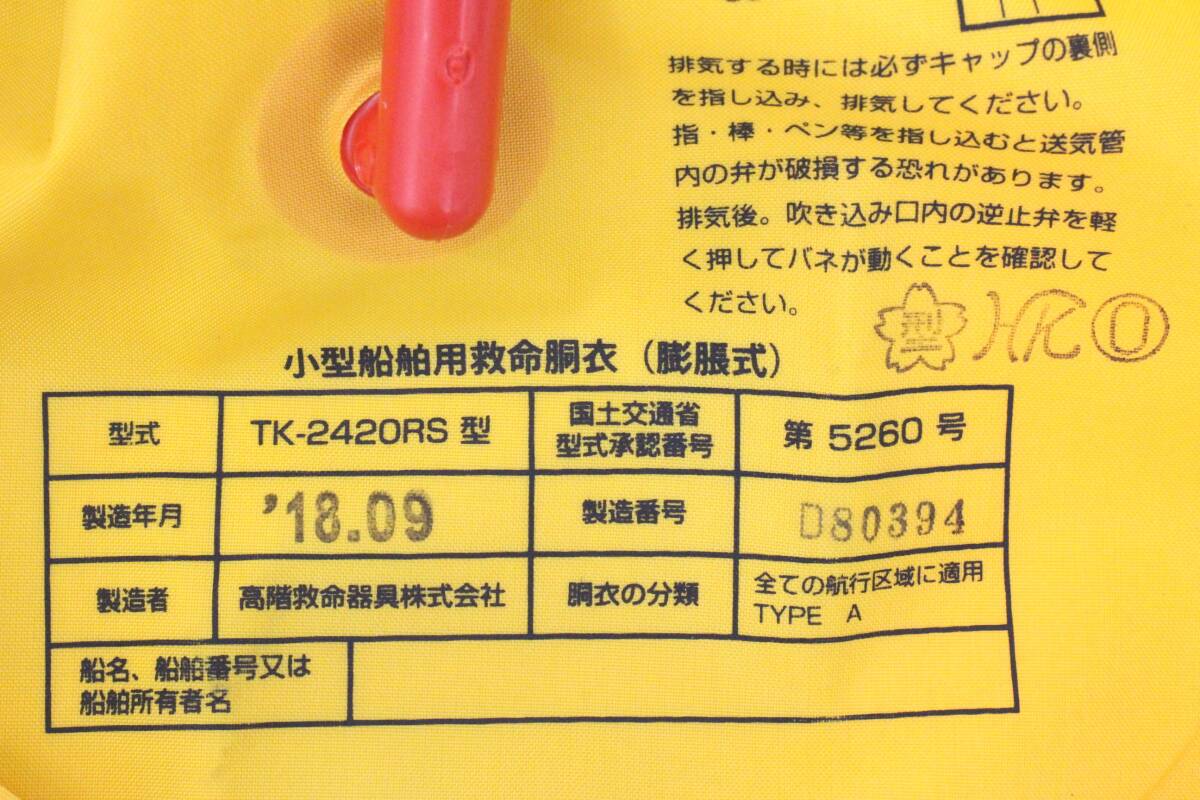 排気する時には必ずキャップの裏側
を指し込み、排気してください。
指・棒・ペン等を指し込むと送気管
内の弁が破損する恐れがあります。
排気後。吹き込み口内の逆止弁を軽
く押してバネが動くことを確認して
ください。
型 HK O
小型船舶用救命胴衣（膨脹式）
型式 TK-2420RS 型 国土交通省 型式承認番号 第 5260 号
製造年月 '18.09 製造番号 D80394
製造者 高階救命器具株式会社 胴衣の分類 全ての航行区域に適用
TYPE A
船名、船舶番号又は
船舶所有者名